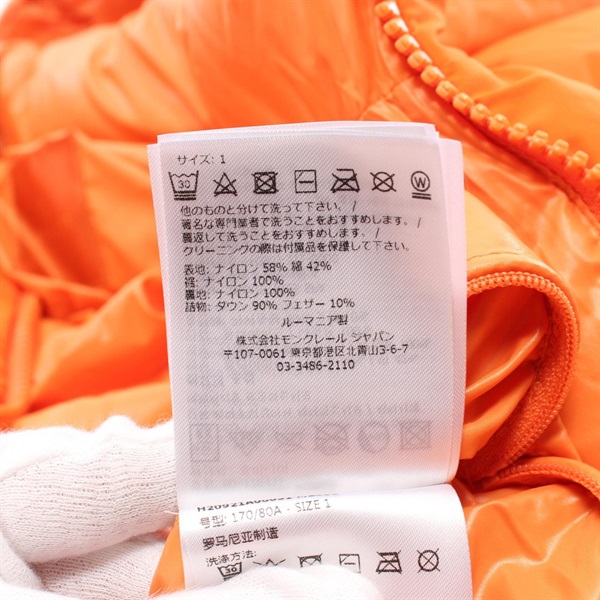 サイズ: 1
30
W
他のものと分けて洗って下さい。/
著名な専門業者で洗うことをおすすめします。/
裏返して洗うことをおすすめします。/
クリーニングの際は付属品を保護して下さい。
表地: ナイロン 58% 綿 42%
襠: ナイロン 100%
裏地: ナイロン 100%
詰物: ダウン 90% フェザー 10%
ルーマニア製
株式会社モンクレール ジャパン
〒107-0061 東京都港区北青山3-6-7
03-3486-2110
号型: 170/80A - SIZE 1
罗马尼亚制造
洗涤方法:
W